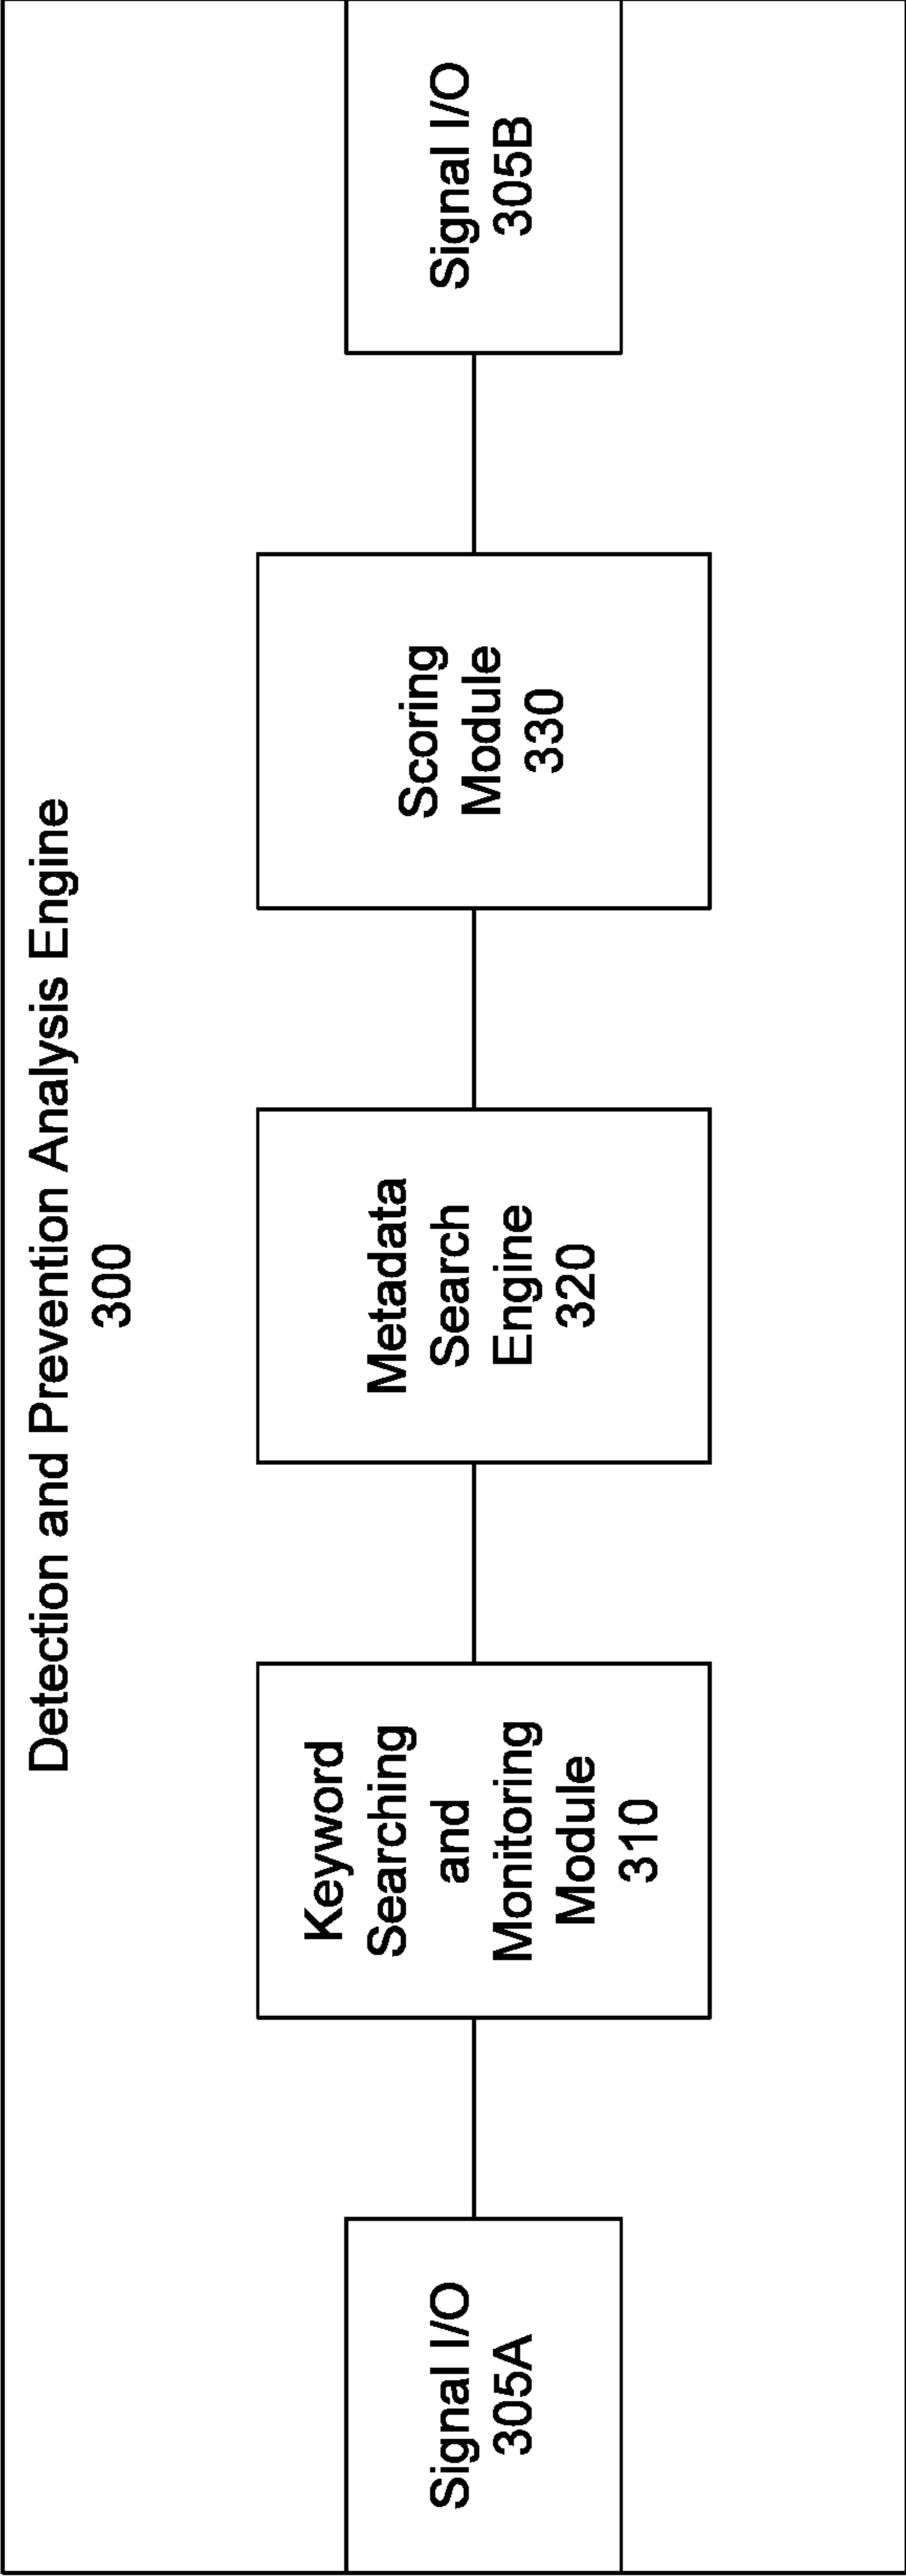 Detection and Prevention Analysis Engine
300
Signal I/O
305A
Keyword
Searching
and
Monitoring
Module
310
Metadata
Search
Engine
320
Scoring
Module
330
Signal I/O
305B